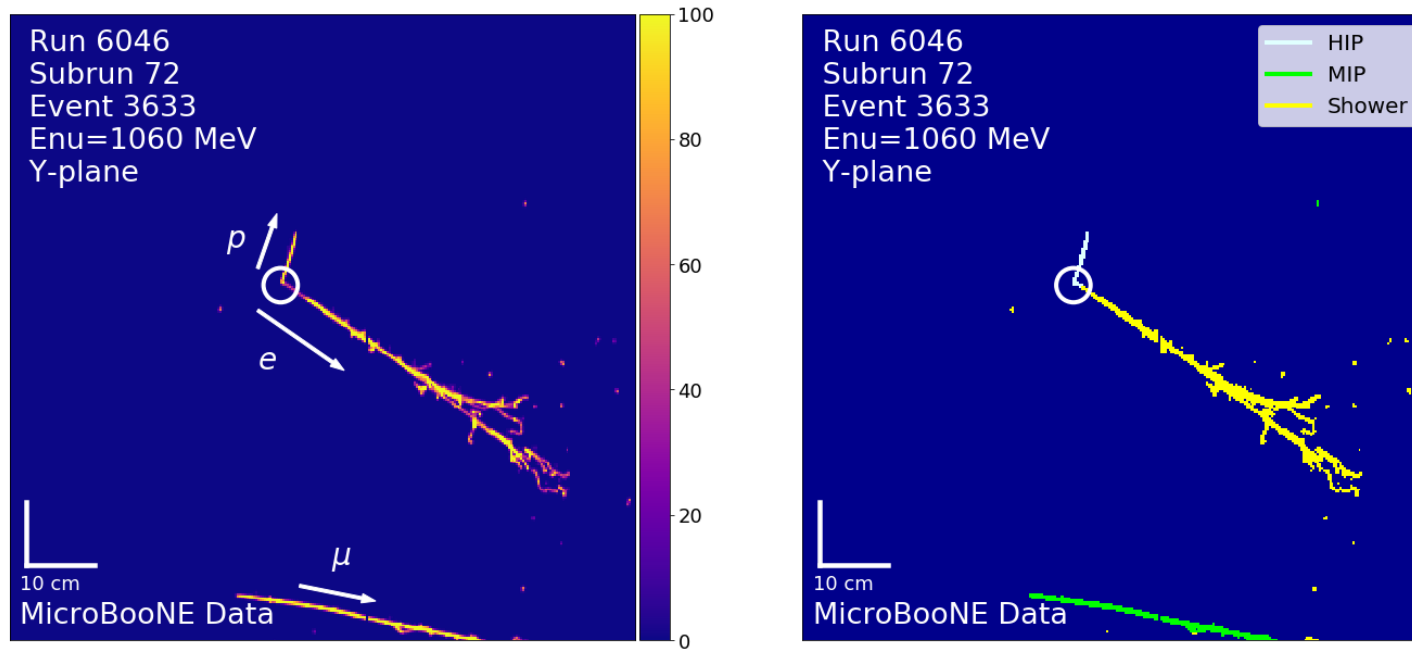 Run 6046
Subrun 72
Event 3633
Enu=1060 MeV
Y-plane
p
e
μ
10 cm
MicroBooNE Data
100
80
60
40
20
0
Run 6046
Subrun 72
Event 3633
Enu=1060 MeV
Y-plane
HIP
MIP
Shower
10 cm
MicroBooNE Data